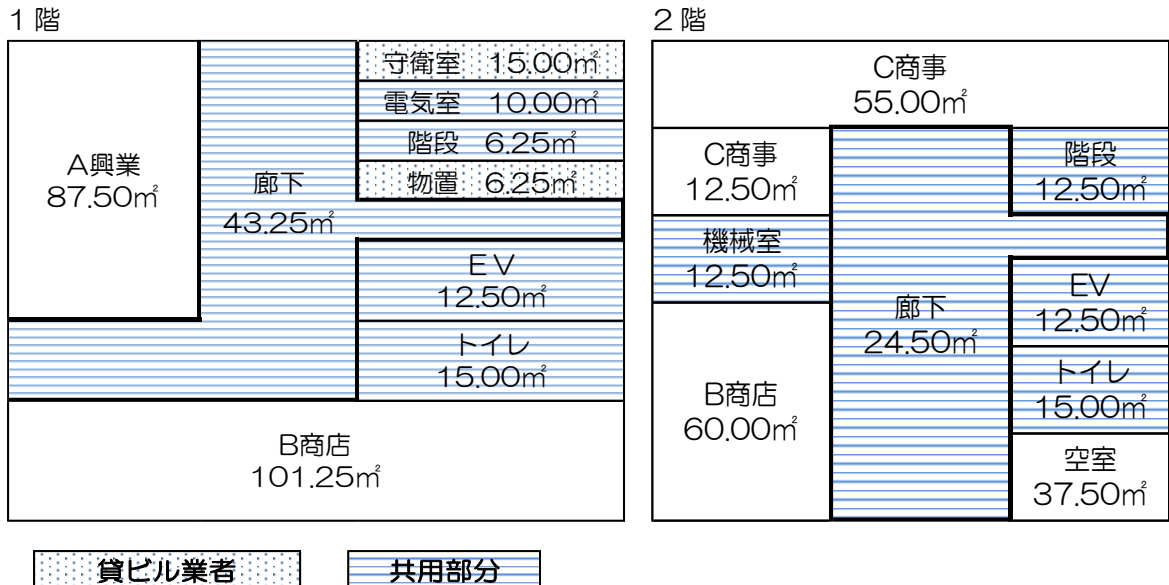 1階
A興業
87.50㎡
廊下
43.25㎡
守衛室 15.00㎡
電気室 10.00㎡
階段 6.25㎡
物置 6.25㎡
EV
12.50㎡
トイレ
15.00㎡
B商店
101.25㎡
2階
C商事
55.00㎡
C商事
12.50㎡
階段
12.50㎡
機械室
12.50㎡
廊下
24.50㎡
EV
12.50㎡
トイレ
15.00㎡
B商店
60.00㎡
空室
37.50㎡
貸ビル業者
共用部分